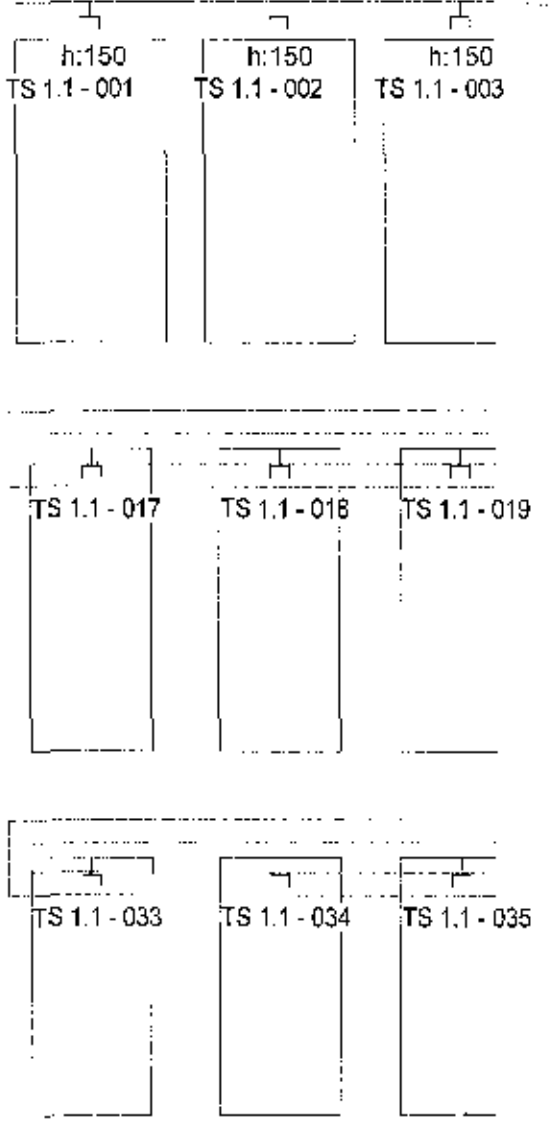 h:150 h:150 h:150
TS 1.1 - 001 TS 1.1 - 002 TS 1.1 - 003
TS 1.1 - 017 TS 1.1 - 018 TS 1.1 - 019
TS 1.1 - 033 TS 1.1 - 034 TS 1.1 - 035